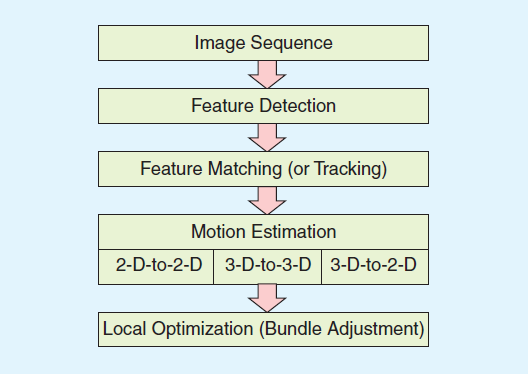 Image Sequence
Feature Detection
Feature Matching (or Tracking)
Motion Estimation
2-D-to-2-D 3-D-to-3-D 3-D-to-2-D
Local Optimization (Bundle Adjustment)